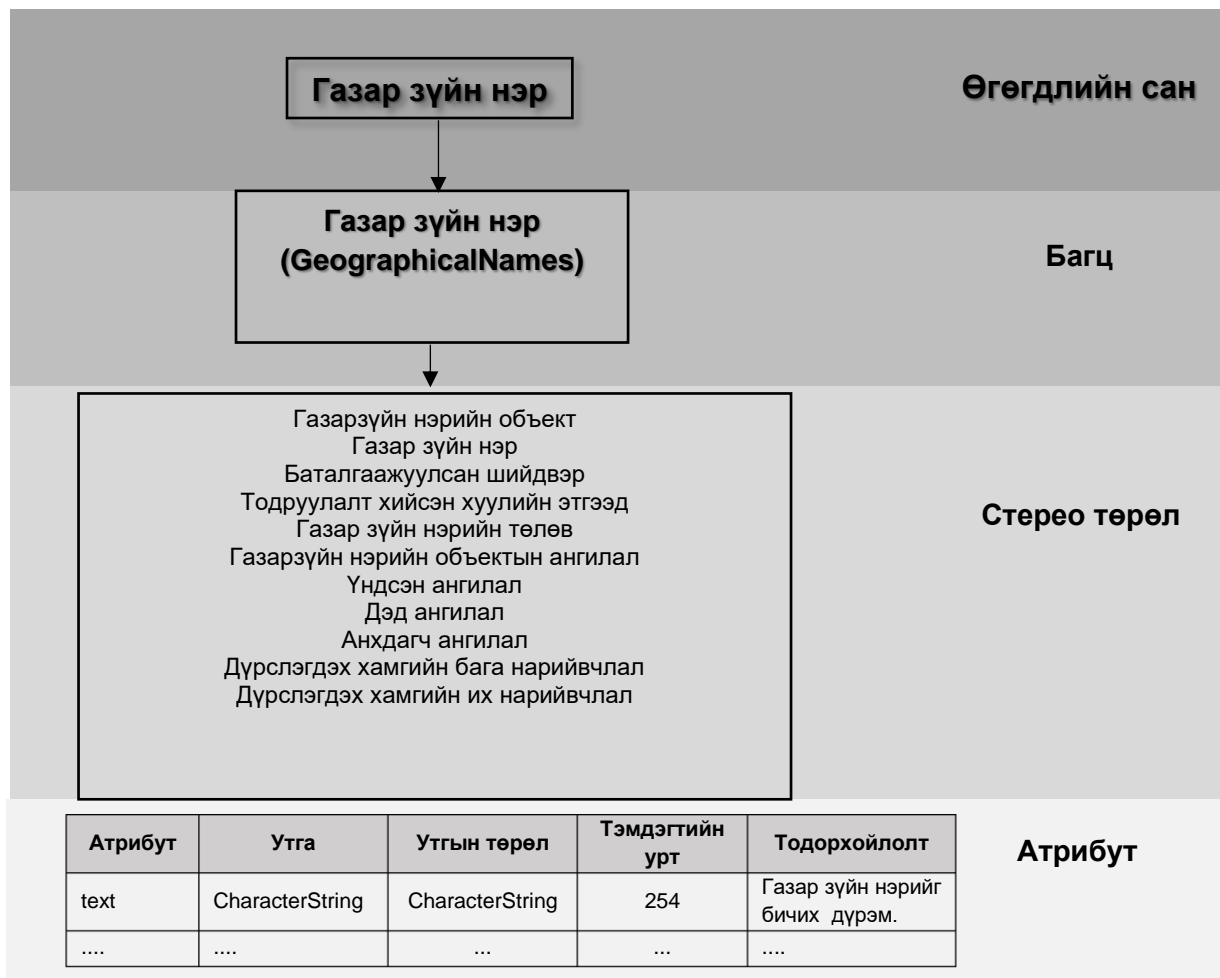 Газар зүйн нэр
Өгөгдлийн сан
Газар зүйн нэр
(GeographicalNames)
Багц
Газарзүйн нэрийн объект
Газар зүйн нэр
Баталгаажуулсан шийдвэр
Тодруулалт хийсэн хуулийн этгээд
Газар зүйн нэрийн төлөв
Газарзүйн нэрийн объектын ангилал
Үндсэн ангилал
Дэд ангилал
Анхдагч ангилал
Дүрслэгдэх хамгийн бага нарийвчлал
Дүрслэгдэх хамгийн их нарийвчлал
Стерео төрөл
Атрибут Утга Утгын төрөл Тэмдэгтийн урт Тодорхойлолт
text CharacterString CharacterString 254 Газар зүйн нэрийг
бичих дүрэм.
.... .... ... ... ....
Атрибут